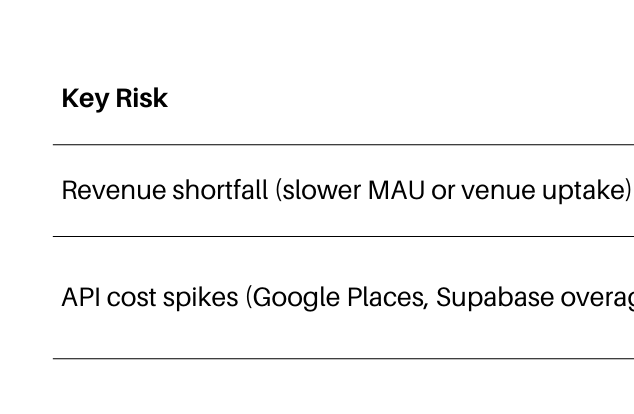 Key Risk
Revenue shortfall (slower MAU or venue uptake)
API cost spikes (Google Places, Supabase